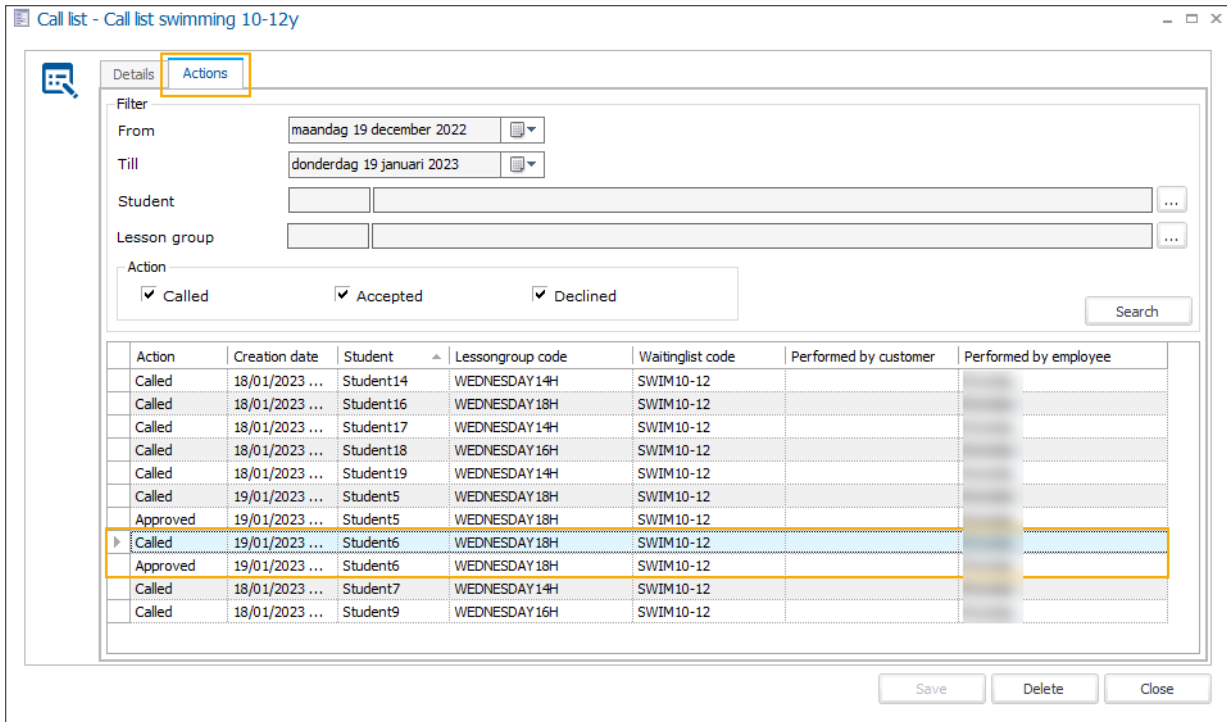 Call list - Call list swimming 10-12y
Details Actions
Filter
From maandag 19 december 2022
Till donderdag 19 januari 2023
Student ...
Lesson group ...
Action
Called Accepted Declined
Search
Action Creation date Student Lessongroup code Waitinglist code Performed by customer Performed by employee
Called 18/01/2023 ... Student14 WEDNESDAY14H SWIM10-12
Called 18/01/2023 ... Student16 WEDNESDAY18H SWIM10-12
Called 18/01/2023 ... Student17 WEDNESDAY14H SWIM10-12
Called 18/01/2023 ... Student18 WEDNESDAY16H SWIM10-12
Called 18/01/2023 ... Student19 WEDNESDAY14H SWIM10-12
Called 19/01/2023 ... Student5 WEDNESDAY18H SWIM10-12
Approved 19/01/2023 ... Student5 WEDNESDAY18H SWIM10-12
Called 19/01/2023 ... Student6 WEDNESDAY18H SWIM10-12
Approved 19/01/2023 ... Student6 WEDNESDAY18H SWIM10-12
Called 18/01/2023 ... Student7 WEDNESDAY14H SWIM10-12
Called 18/01/2023 ... Student9 WEDNESDAY16H SWIM10-12
Save Delete Close